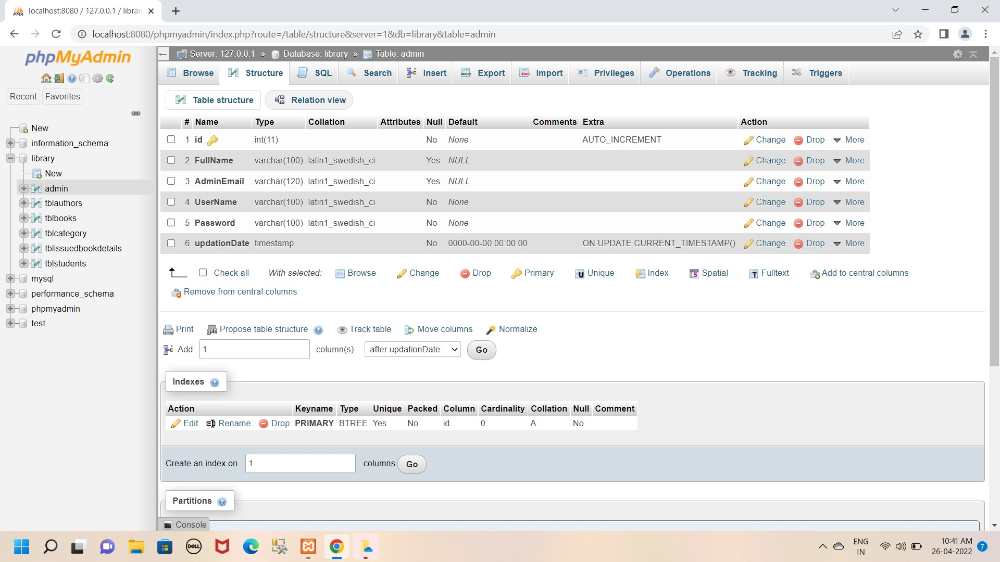 localhost:8080 / 127.0.0.1 / librar
localhost:8080/phpmyadmin/index.php?route=/table/structure&server=1&db=library&table=admin
phpMyAdmin
Recent Favorites
New
information_schema
library
New
admin
tblauthors
tblbooks
tblcategory
tblissuedbookdetails
tblstudents
mysql
performance_schema
phpmyadmin
test
Server: 127.0.0.1 » Database: library » Table: admin
Browse Structure SQL Search Insert Export Import Privileges Operations Tracking Triggers
Table structure Relation view
# Name Type Collation Attributes Null Default Comments Extra Action
1 id int(11) No None AUTO_INCREMENT Change Drop More
2 FullName varchar(100) latin1_swedish_ci Yes NULL Change Drop More
3 AdminEmail varchar(120) latin1_swedish_ci Yes NULL Change Drop More
4 UserName varchar(100) latin1_swedish_ci No None Change Drop More
5 Password varchar(100) latin1_swedish_ci No None Change Drop More
6 updationDate timestamp No 0000-00-00 00:00:00 ON UPDATE CURRENT_TIMESTAMP() Change Drop More
Check all With selected: Browse Change Drop Primary Unique Index Spatial Fulltext Add to central columns
Remove from central columns
Print Propose table structure Track table Move columns Normalize
Add 1 column(s) after updationDate Go
Indexes
Action Keyname Type Unique Packed Column Cardinality Collation Null Comment
Edit Rename Drop PRIMARY BTREE Yes No id 0 A No
Create an index on 1 columns Go
Partitions
Console
DELL
ENG
IN
10:41 AM
26-04-2022
7